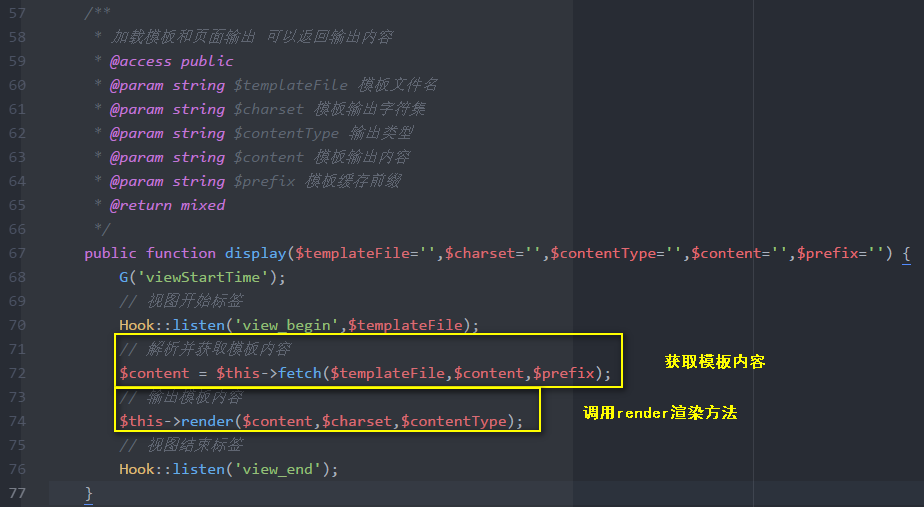 57 /**
58 * 加载模板和页面输出 可以返回输出内容
59 * @access public
60 * @param string $templateFile 模板文件名
61 * @param string $charset 模板输出字符集
62 * @param string $contentType 输出类型
63 * @param string $content 模板输出内容
64 * @param string $prefix 模板缓存前缀
65 * @return mixed
66 */
67 public function display($templateFile='',$charset='',$contentType='',$content='',$prefix='') {
68 G('viewStartTime');
69 // 视图开始标签
70 Hook::listen('view_begin',$templateFile);
71 // 解析并获取模板内容
72 $content = $this->fetch($templateFile,$content,$prefix);
获取模板内容
73 // 输出模板内容
74 $this->render($content,$charset,$contentType);
调用render渲染方法
75 // 视图结束标签
76 Hook::listen('view_end');
77 }